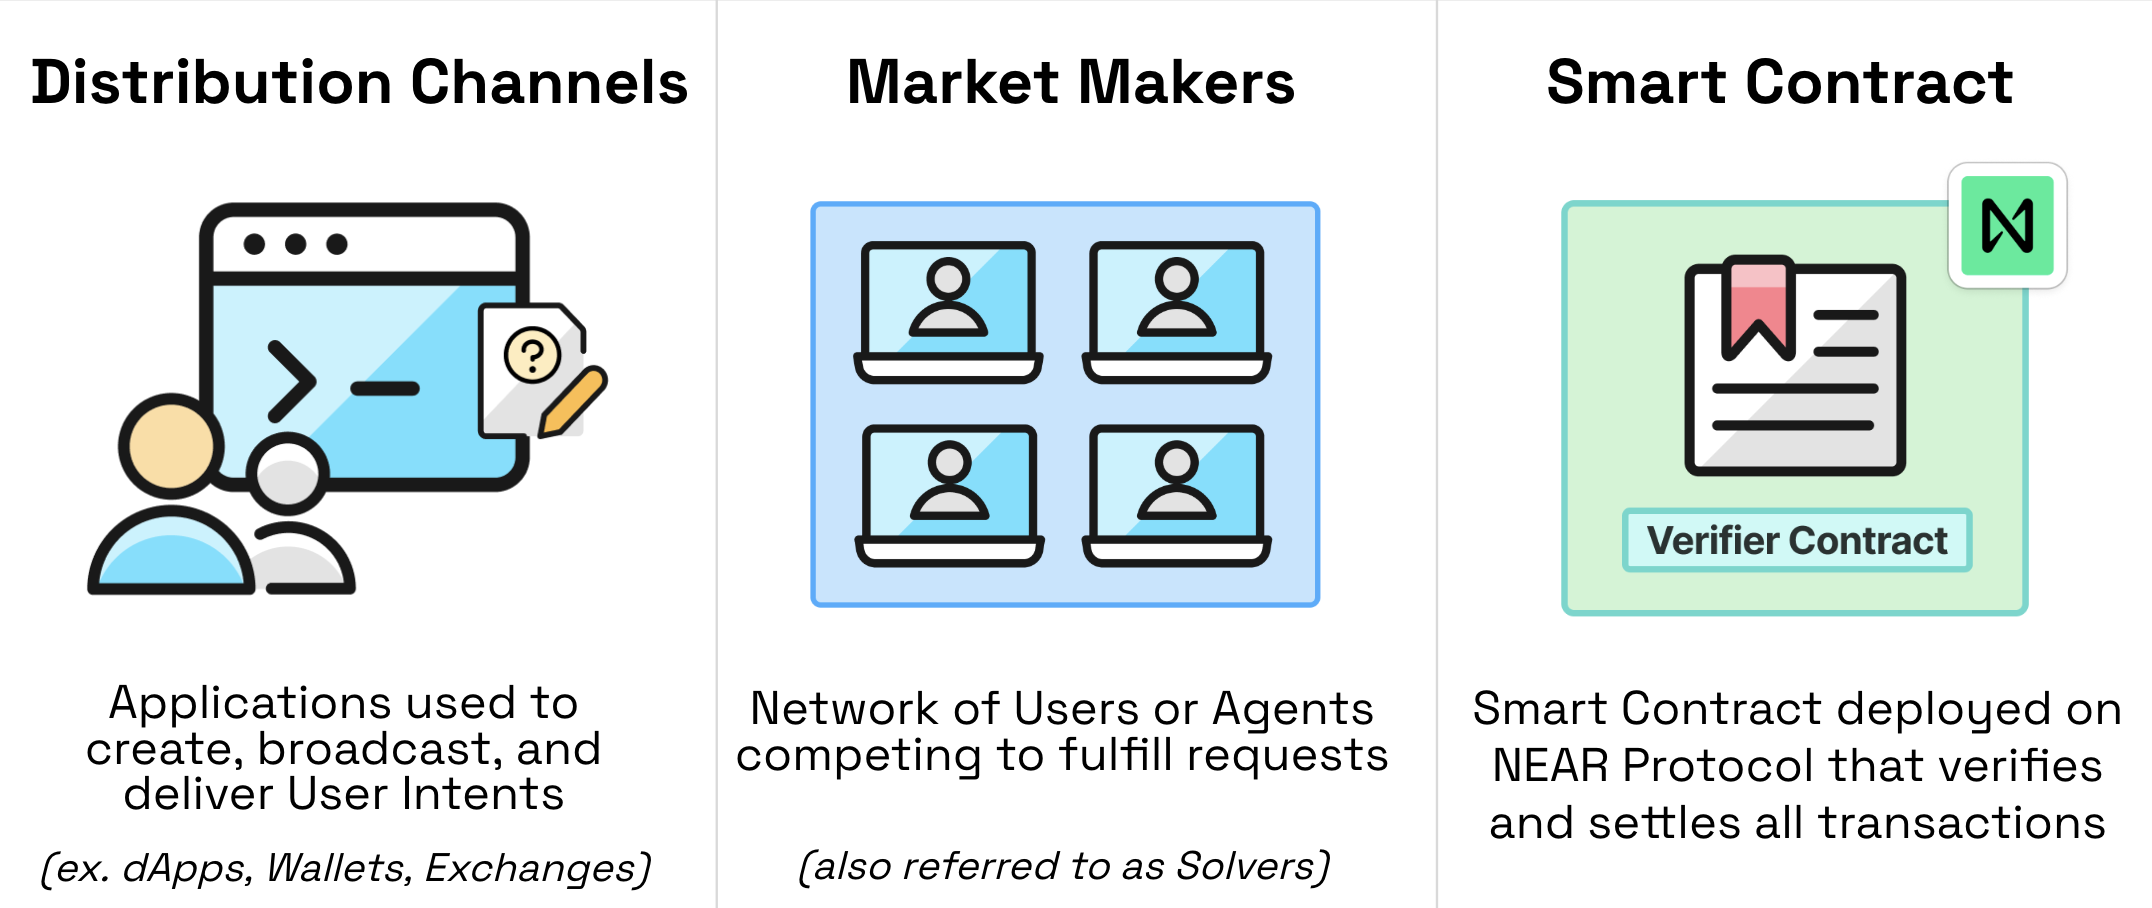 Distribution Channels
Applications used to
create, broadcast, and
deliver User Intents
(ex. dApps, Wallets, Exchanges)
Market Makers
Network of Users or Agents
competing to fulfill requests
(also referred to as Solvers)
Smart Contract
Verifier Contract
Smart Contract deployed on
NEAR Protocol that verifies
and settles all transactions